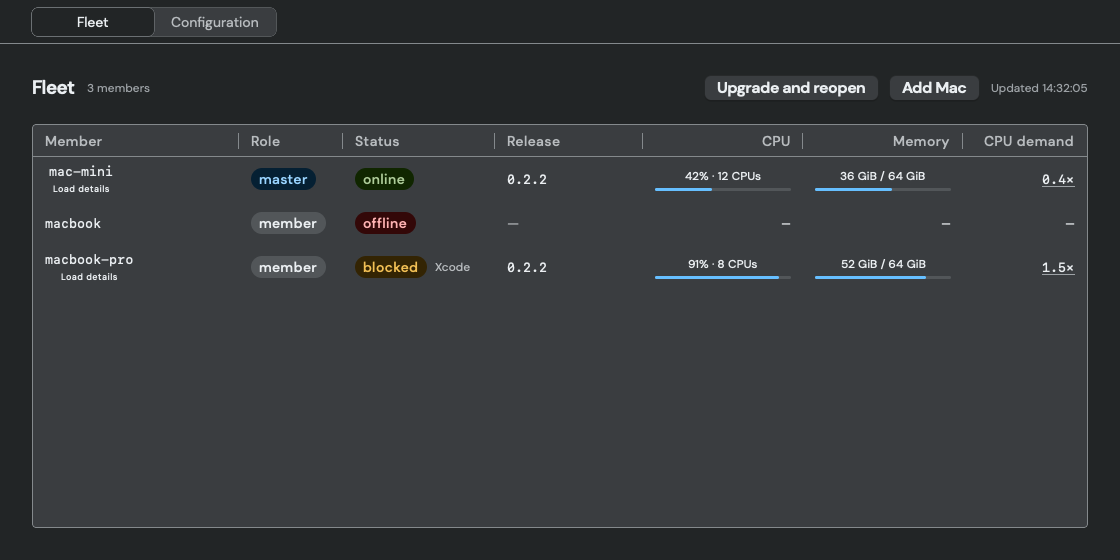 Fleet Configuration
Fleet 3 members Upgrade and reopen Add Mac Updated 14:32:05
Member Role Status Release CPU Memory CPU demand
mac-mini master online 0.2.2 42% · 12 CPUs 36 GiB / 64 GiB 0.4×
Load details
macbook member offline — — — —
macbook-pro member blocked Xcode 0.2.2 91% · 8 CPUs 52 GiB / 64 GiB 1.5×
Load details